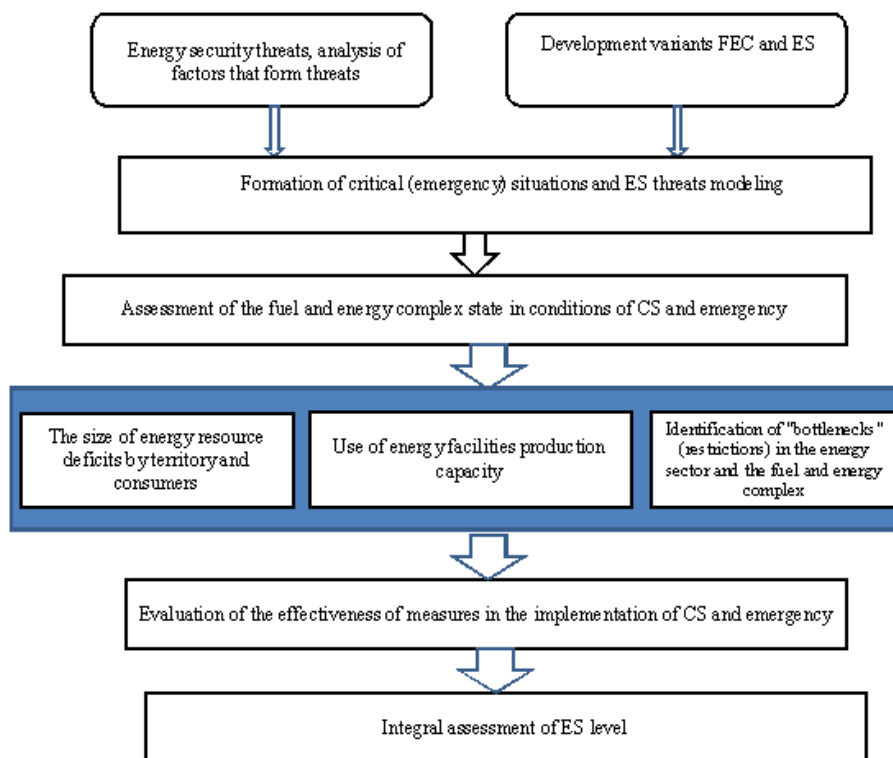 Energy security threats, analysis of
factors that form threats
Development variants FEC and ES
Formation of critical (emergency) situations and ES threats modeling
Assessment of the fuel and energy complex state in conditions of CS and emergency
The size of energy resource
deficits by territory and
consumers
Use of energy facilities production
capacity
Identification of "bottlenecks"
(restrictions) in the energy
sector and the fuel and energy
complex
Evaluation of the effectiveness of measures in the implementation of CS and emergency
Integral assessment of ES level